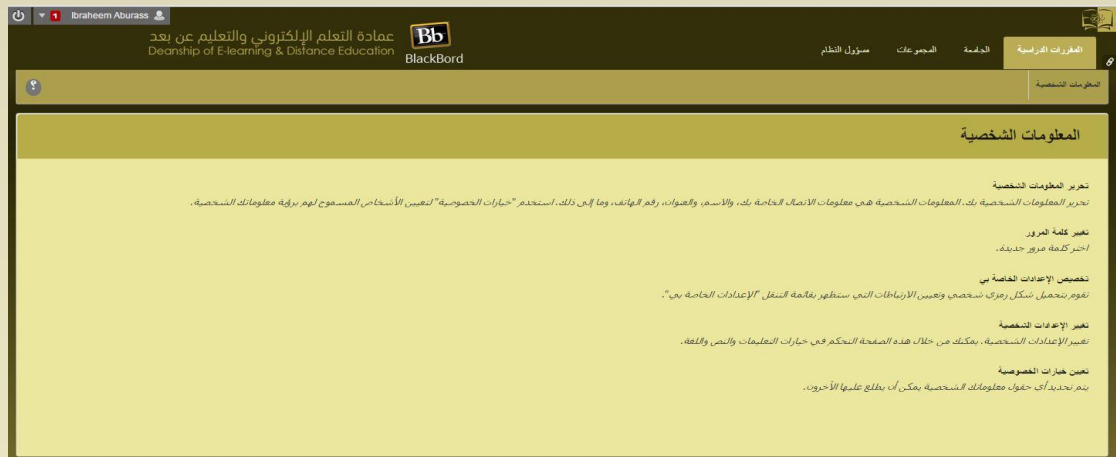 1 Ibraheem Aburass
عمادة التعلم الإلكتروني والتعليم عن بعد
Deanship of E-learning & Distance Education
Bb
BlackBord
المقررات الدراسية الجامعة المجموعات مسؤول النظام
المعلومات الشخصية
?
المعلومات الشخصية
تحرير المعلومات الشخصية
تحرير المعلومات الشخصية بك. المعلومات الشخصية هي معلومات الاتصال الخاصة بك، والاسم، والعنوان، رقم الهاتف، وما إلى ذلك. استخدم "خيارات الخصوصية" لتعيين الأشخاص المسموح لهم برؤية معلوماتك الشخصية.
تغيير كلمة المرور
اختر كلمة مرور جديدة.
تخصيص الإعدادات الخاصة بي
تقوم بتحميل شكل رمزي شخصي وتعيين الارتباطات التي ستظهر بقائمة التنقل "الإعدادات الخاصة بي".
تغيير الإعدادات الشخصية
تغيير الإعدادات الشخصية. يمكنك من خلال هذه الصفحة التحكم في خيارات التعليمات والنص واللغة.
تعيين خيارات الخصوصية
يتم تحديد أي حقول معلوماتك الشخصية يمكن أن يطلع عليها الآخرون.